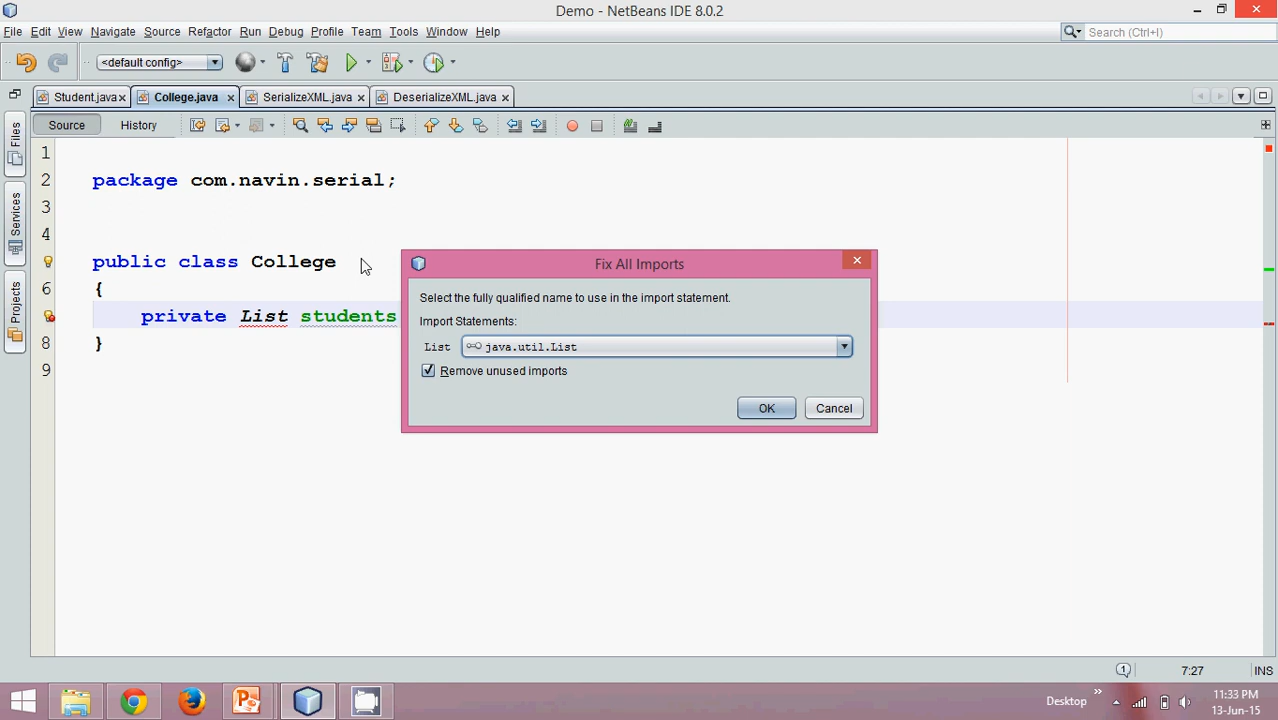 Demo - NetBeans IDE 8.0.2
File Edit View Navigate Source Refactor Run Debug Profile Team Tools Window Help
Search (Ctrl+I)
<default config>
Student.java College.java SerializeXML.java DeserializeXML.java
Source History
Files
Services
Projects
1
2 package com.navin.serial;
3
4
public class College
6 {
private List students
8 }
9
Fix All Imports
Select the fully qualified name to use in the import statement.
Import Statements:
List java.util.List
Remove unused imports
OK Cancel
1 7:27 INS
Desktop
11:33 PM
13-Jun-15